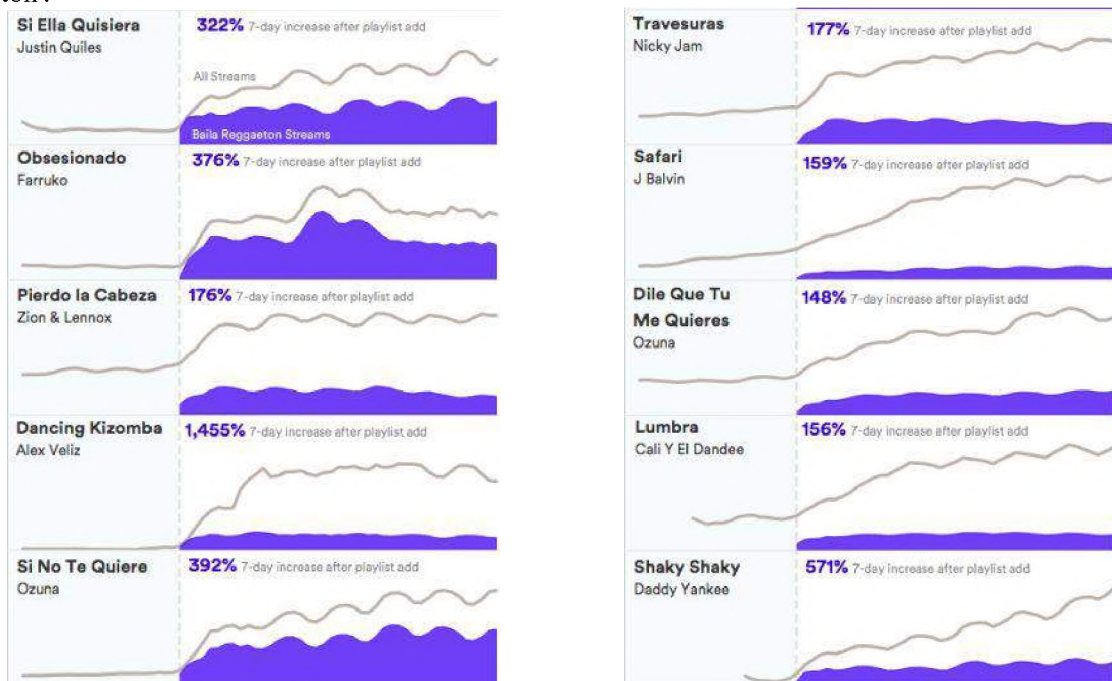 Si Ella Quisiera
Justin Quiles
322% 7-day increase after playlist add
All Streams
Baila Reggaeton Streams
Obsesionado
Farruko
376% 7-day increase after playlist add
Pierdo la Cabeza
Zion & Lennox
176% 7-day increase after playlist add
Dancing Kizomba
Alex Veliz
1,455% 7-day increase after playlist add
Si No Te Quiere
Ozuna
392% 7-day increase after playlist add
Travesuras
Nicky Jam
177% 7-day increase after playlist add
Safari
J Balvin
159% 7-day increase after playlist add
Dile Que Tu
Me Quieres
Ozuna
148% 7-day increase after playlist add
Lumbra
Cali Y El Dandee
156% 7-day increase after playlist add
Shaky Shaky
Daddy Yankee
571% 7-day increase after playlist add